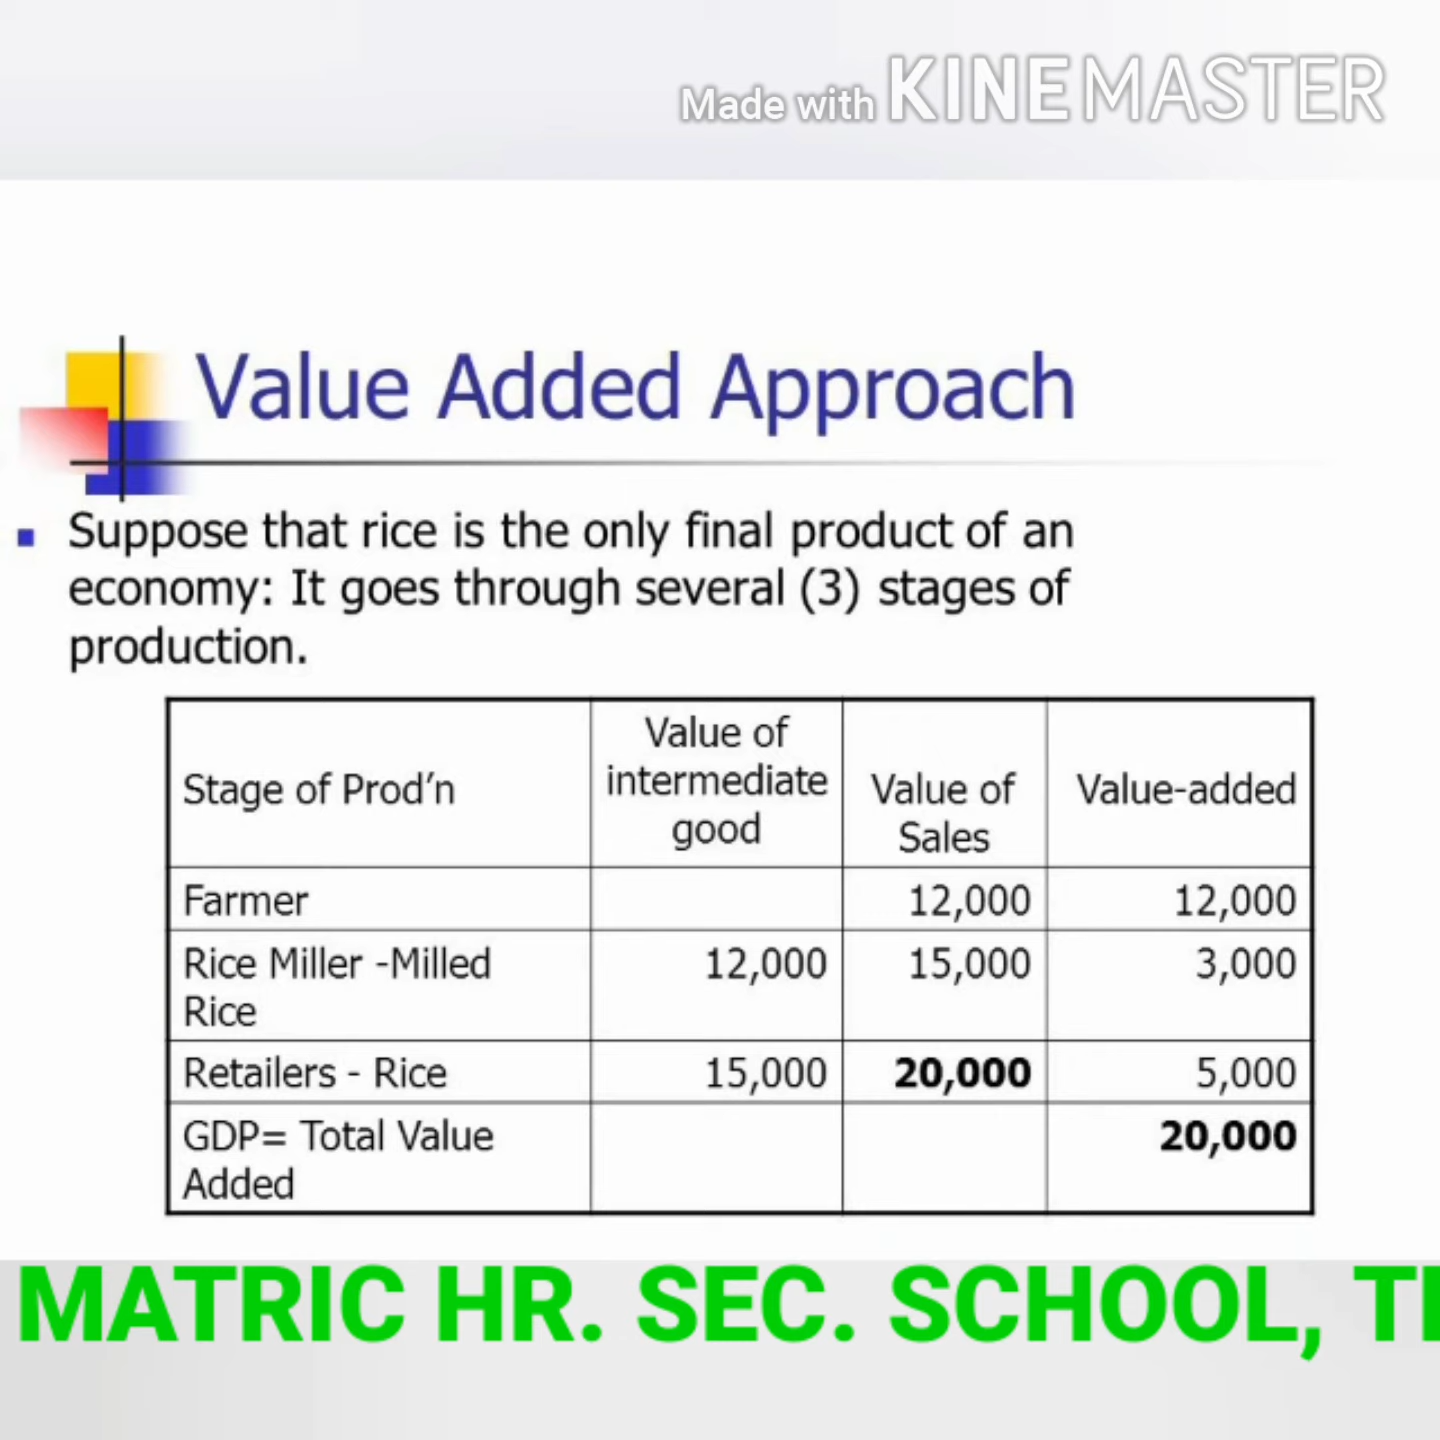 Made with KINEMASTER
Value Added Approach
Suppose that rice is the only final product of an
economy: It goes through several (3) stages of
production.
Stage of Prod'n
Value of
intermediate
good
Value of
Sales
Value-added
Farmer 12,000 12,000
Rice Miller -Milled
Rice
12,000 15,000 3,000
Retailers - Rice 15,000 20,000 5,000
GDP= Total Value
Added
20,000
MATRIC HR. SEC. SCHOOL,